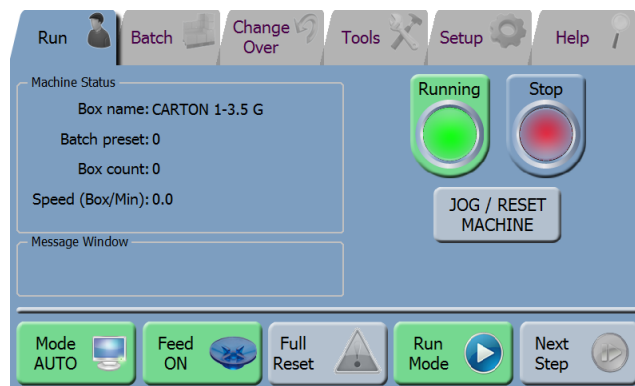 Run
Batch
Change
Over
Tools
Setup
Help
Machine Status
Box name: CARTON 1-3.5 G
Batch preset: 0
Box count: 0
Speed (Box/Min): 0.0
Running
Stop
JOG / RESET
MACHINE
Message Window
Mode
AUTO
Feed
ON
Full
Reset
Run
Mode
Next
Step